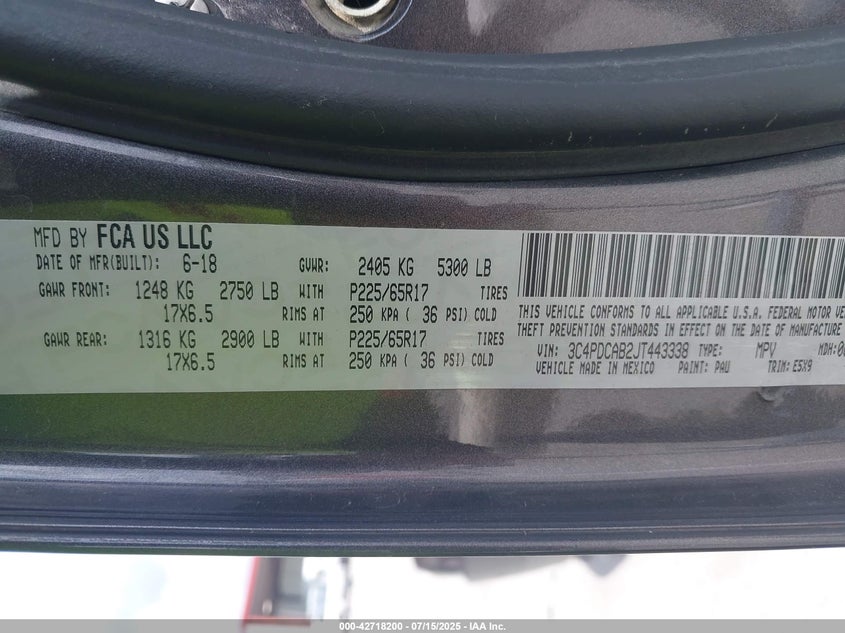 MFD BY FCA US LLC
DATE OF MFR(BUILT): 6-18 GVWR: 2405 KG 5300 LB
GAWR FRONT: 1248 KG 2750 LB WITH P225/65R17 TIRES
17X6.5 RIMS AT 250 KPA ( 36 PSI) COLD
GAWR REAR: 1316 KG 2900 LB WITH P225/65R17 TIRES
17X6.5 RIMS AT 250 KPA ( 36 PSI) COLD
THIS VEHICLE CONFORMS TO ALL APPLICABLE U.S.A. FEDERAL MOTOR
THEFT PREVENTION STANDARDS IN EFFECT ON THE DATE OF MANUFACTURE
VIN: 3C4PDCAB2JT443338 TYPE: MPV MDH:
VEHICLE MADE IN MEXICO PAINT: PAU TRIM: E5X9
000-42718200 - 07/15/2025 - IAA Inc.